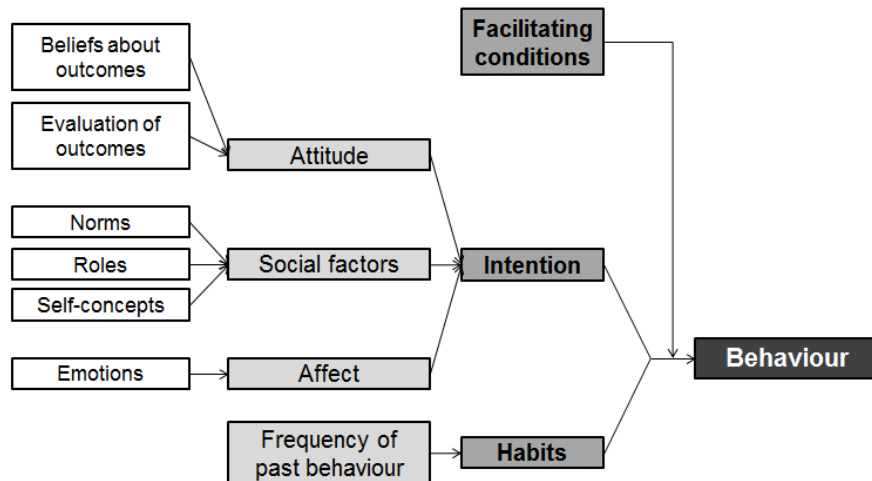 Beliefs about
outcomes
Evaluation of
outcomes
Norms
Roles
Self-concepts
Emotions
Attitude
Social factors
Affect
Frequency of
past behaviour
Facilitating
conditions
Intention
Habits
Behaviour